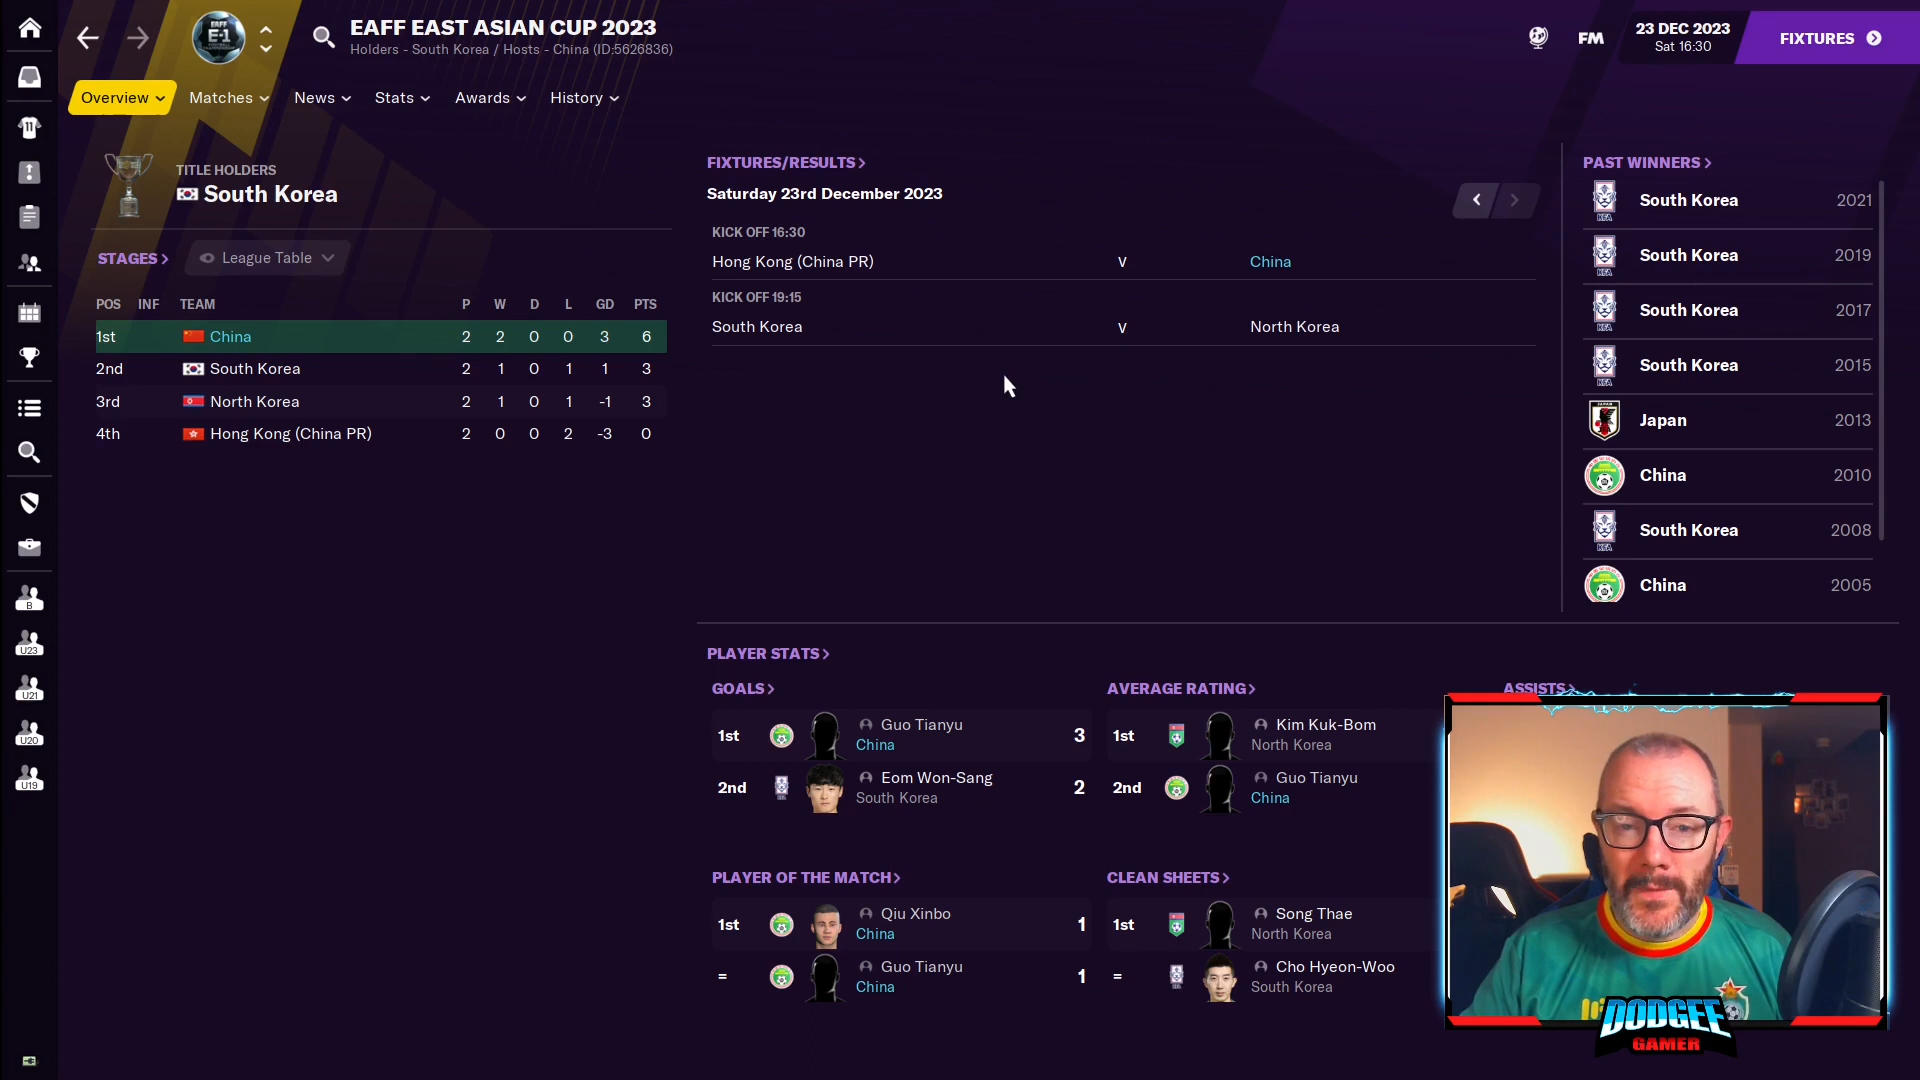 EAFF EAST ASIAN CUP 2023
Holders - South Korea / Hosts - China (ID:5626836)
EAFF
E-1
FM
23 DEC 2023
Sat 16:30
FIXTURES
Overview
Matches
News
Stats
Awards
History
11
TITLE HOLDERS
South Korea
STAGES
League Table
POS INF TEAM P W D L GD PTS
1st China 2 2 0 0 3 6
2nd South Korea 2 1 0 1 1 3
3rd North Korea 2 1 0 1 -1 3
4th Hong Kong (China PR) 2 0 0 2 -3 0
FIXTURES/RESULTS
Saturday 23rd December 2023
KICK OFF 16:30
Hong Kong (China PR) V China
KICK OFF 19:15
South Korea V North Korea
PAST WINNERS
South Korea 2021
South Korea 2019
South Korea 2017
South Korea 2015
Japan 2013
China 2010
South Korea 2008
China 2005
PLAYER STATS
GOALS
1st Guo Tianyu 3
China
2nd Eom Won-Sang 2
South Korea
AVERAGE RATING
1st Kim Kuk-Bom
North Korea
2nd Guo Tianyu
China
ASSISTS
PLAYER OF THE MATCH
1st Qiu Xinbo 1
China
= Guo Tianyu 1
China
CLEAN SHEETS
1st Song Thae
North Korea
= Cho Hyeon-Woo
South Korea
B
U23
U21
U20
U19
DODGEE
GAMER